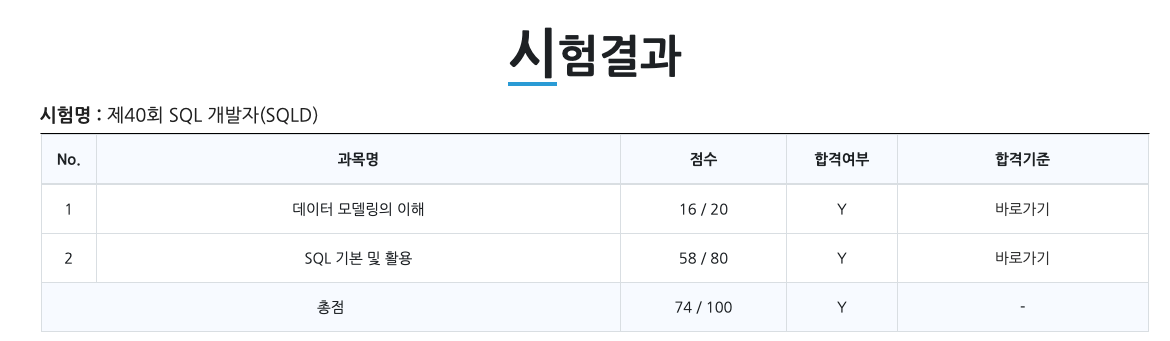 시험결과
시험명 : 제40회 SQL 개발자(SQLD)
No. 과목명 점수 합격여부 합격기준
1 데이터 모델링의 이해 16 / 20 Y 바로가기
2 SQL 기본 및 활용 58 / 80 Y 바로가기
총점 74 / 100 Y -